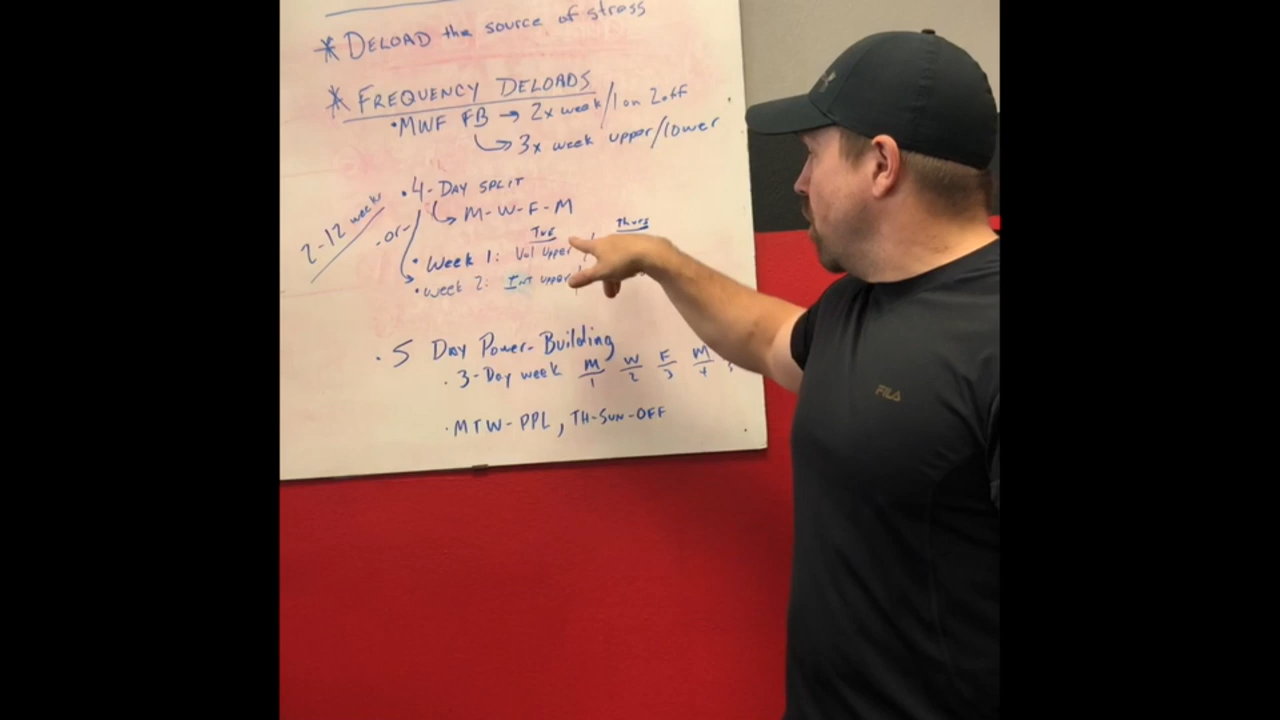 * DELOAD the source of stress
* FREQUENCY DELOADS
• MWF FB → 2x week/1 on 2 off
↳ 3x week upper/lower
2-12 weeks
• 4-DAY SPLIT
↳ M-W-F-M
-or-
Tue Thurs
• Week 1: Vol upper /
• Week 2: INT upper /
• 5 Day Power-Building
• 3-Day week M W F M
1 2 3 4 5
• MTW-PPL, TH-SUN-OFF
FILA